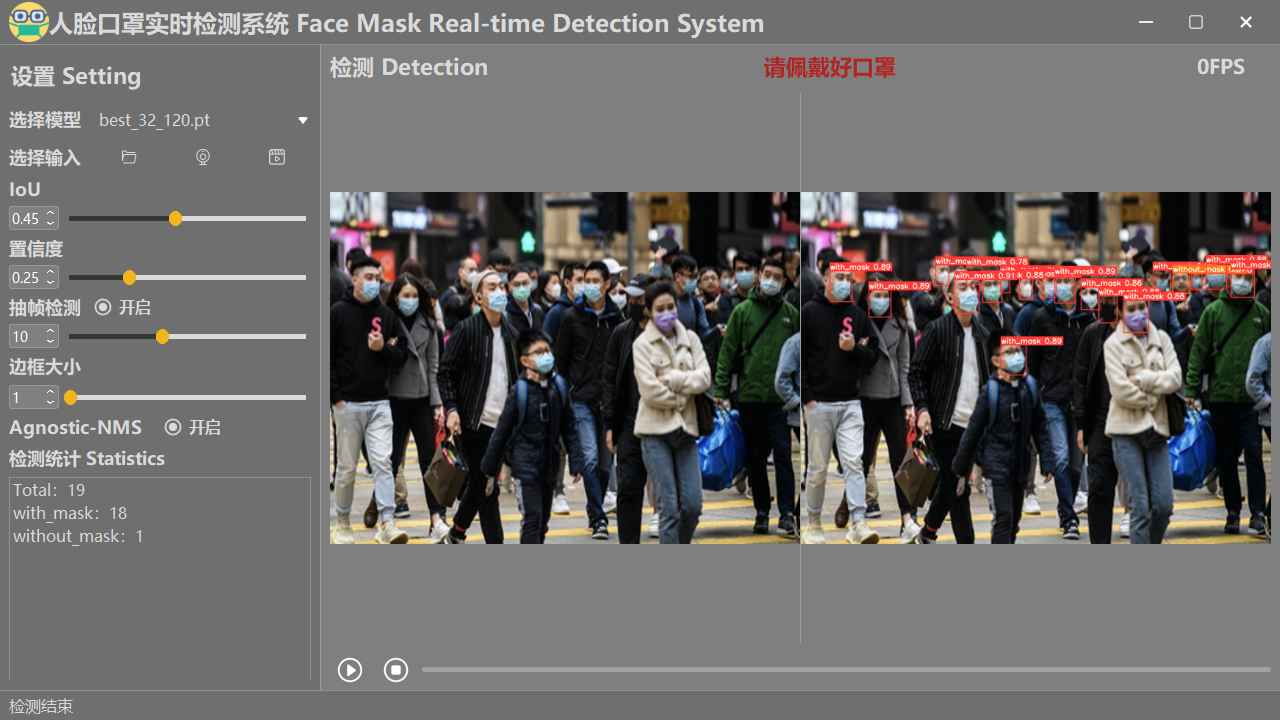 人脸口罩实时检测系统 Face Mask Real-time Detection System
设置 Setting
选择模型 best_32_120.pt
选择输入
IoU
0.45
置信度
0.25
抽帧检测 开启
10
边框大小
1
Agnostic-NMS 开启
检测统计 Statistics
Total：19
with_mask：18
without_mask：1
检测结束
检测 Detection
请佩戴好口罩
0FPS
with_mask 0.89
with_mask 0.89
with_mask 0.78
with_mask 0.91
0.88
with_mask 0.89
with_mask 0.86
with_mask 0.88
with_mask 0.89
without_mask
with_mask 0.88
with_mask
S
S